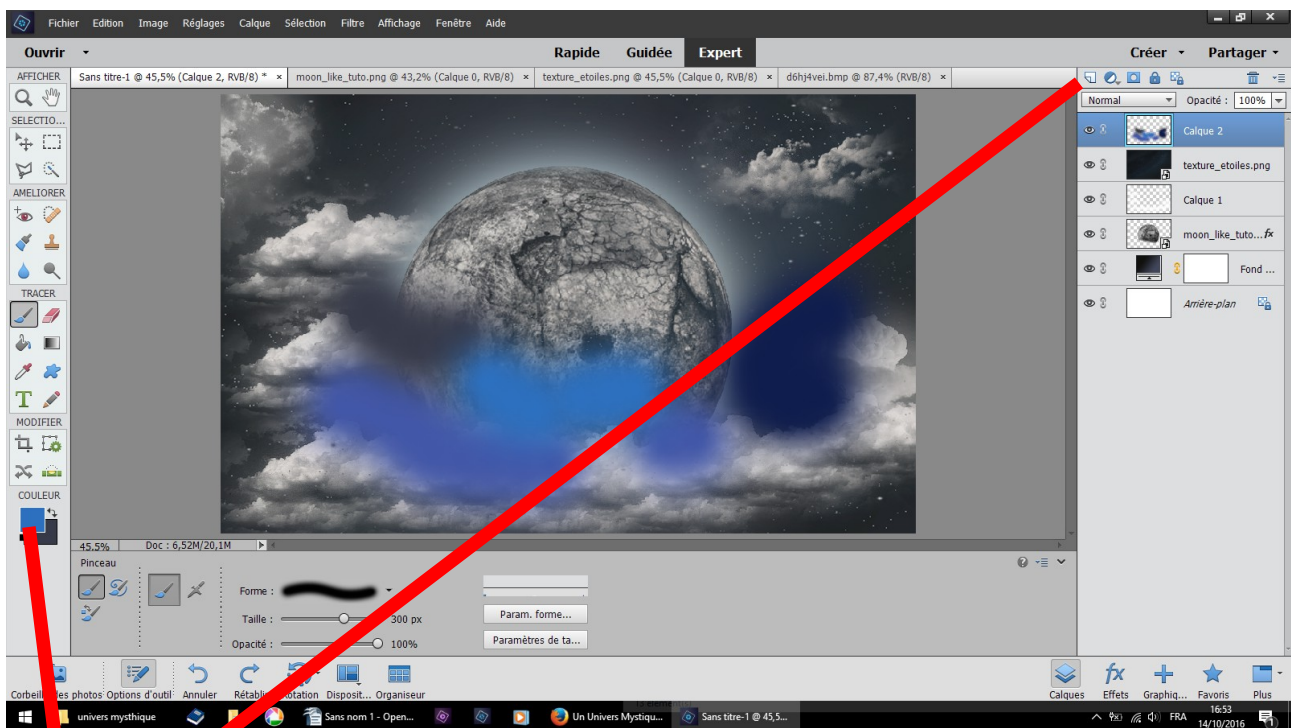 Fichier Edition Image Réglages Calque Sélection Filtre Affichage Fenêtre Aide
Ouvrir Rapide Guidée Expert Créer Partager
AFFICHER Sans titre-1 @ 45,5% (Calque 2, RVB/8) * × moon_like_tuto.png @ 43,2% (Calque 0, RVB/8) × texture_etoiles.png @ 45,5% (Calque 0, RVB/8) × d6hj4vei.bmp @ 87,4% (RVB/8) ×
Normal Opacité : 100%
SELECTIO...
Calque 2
texture_etoiles.png
AMELIORER
Calque 1
moon_like_tuto... fx
Fond ...
TRACER
Arrière-plan
T
MODIFIER
COULEUR
45,5% Doc : 6,52M/20,1M
Pinceau
Forme :
Taille : 300 px
Param. forme...
Opacité : 100%
Paramètres de ta...
Corbeille des photos Options d'outil Annuler Rétablir Rotation Disposit... Organiseur Calques Effets Graphiq... Favoris Plus
univers mysthique Sans nom 1 - Open... Un Univers Mystiqu... Sans titre-1 @ 45,5... FRA 16:53
14/10/2016